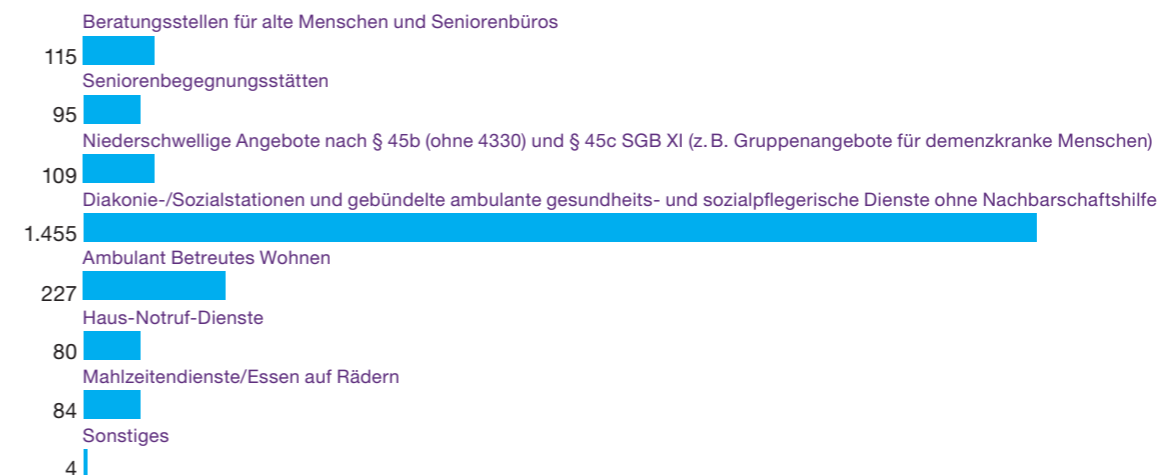 Beratungsstellen für alte Menschen und Seniorenbüros
115
Seniorenbegegnungsstätten
95
Niederschwellige Angebote nach § 45b (ohne 4330) und § 45c SGB XI (z. B. Gruppenangebote für demenzkranke Menschen)
109
Diakonie-/Sozialstationen und gebündelte ambulante gesundheits- und sozialpflegerische Dienste ohne Nachbarschaftshilfe
1.455
Ambulant Betreutes Wohnen
227
Haus-Notruf-Dienste
80
Mahlzeitendienste/Essen auf Rädern
84
Sonstiges
4